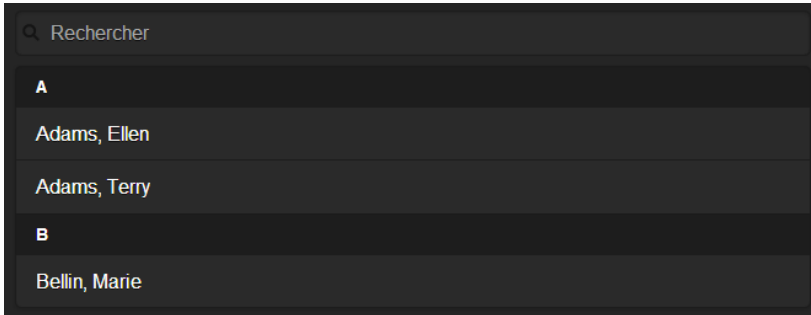 Rechercher
A
Adams, Ellen
Adams, Terry
B
Bellin, Marie